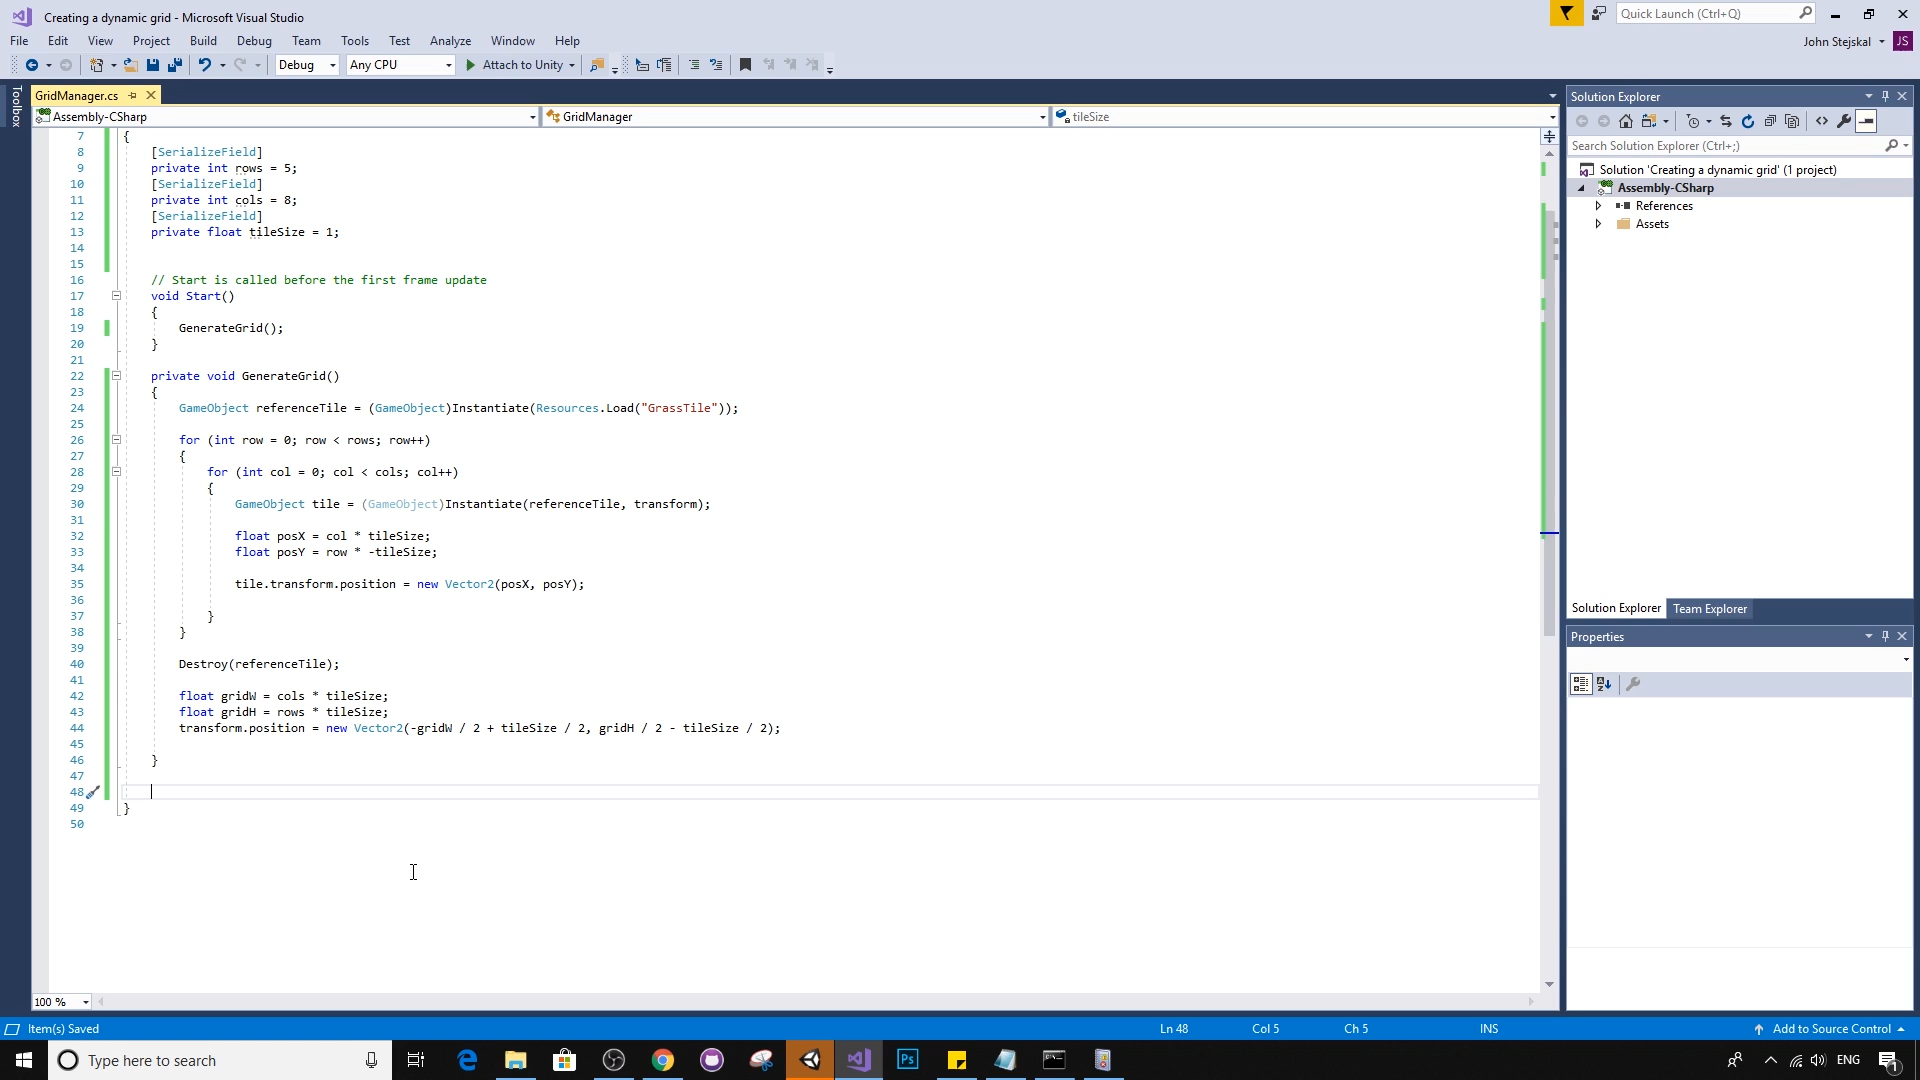 Creating a dynamic grid - Microsoft Visual Studio
Quick Launch (Ctrl+Q)
File Edit View Project Build Debug Team Tools Test Analyze Window Help
John Stejskal JS
Debug Any CPU Attach to Unity
Toolbox
GridManager.cs
Assembly-CSharp GridManager tileSize
7 {
8 [SerializeField]
9 private int rows = 5;
10 [SerializeField]
11 private int cols = 8;
12 [SerializeField]
13 private float tileSize = 1;
14
15
16 // Start is called before the first frame update
17 void Start()
18 {
19 GenerateGrid();
20 }
21
22 private void GenerateGrid()
23 {
24 GameObject referenceTile = (GameObject)Instantiate(Resources.Load("GrassTile"));
25
26 for (int row = 0; row < rows; row++)
27 {
28 for (int col = 0; col < cols; col++)
29 {
30 GameObject tile = (GameObject)Instantiate(referenceTile, transform);
31
32 float posX = col * tileSize;
33 float posY = row * -tileSize;
34
35 tile.transform.position = new Vector2(posX, posY);
36
37 }
38 }
39
40 Destroy(referenceTile);
41
42 float gridW = cols * tileSize;
43 float gridH = rows * tileSize;
44 transform.position = new Vector2(-gridW / 2 + tileSize / 2, gridH / 2 - tileSize / 2);
45
46 }
47
48
49 }
50
100 %
Solution Explorer
Search Solution Explorer (Ctrl+;)
Solution 'Creating a dynamic grid' (1 project)
Assembly-CSharp
References
Assets
Solution Explorer Team Explorer
Properties
Item(s) Saved Ln 48 Col 5 Ch 5 INS Add to Source Control
Type here to search
Ps
ENG
1